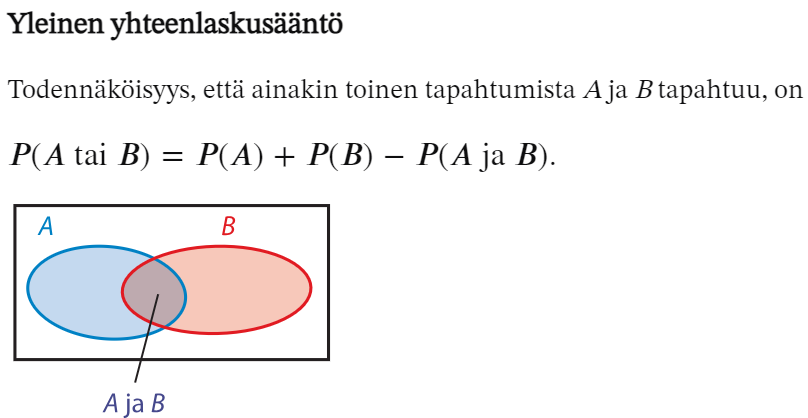 Yleinen yhteenlaskusääntö
Todennäköisyys, että ainakin toinen tapahtumista A ja B tapahtuu, on
P(A tai B) = P(A) + P(B) − P(A ja B).
A B
A ja B